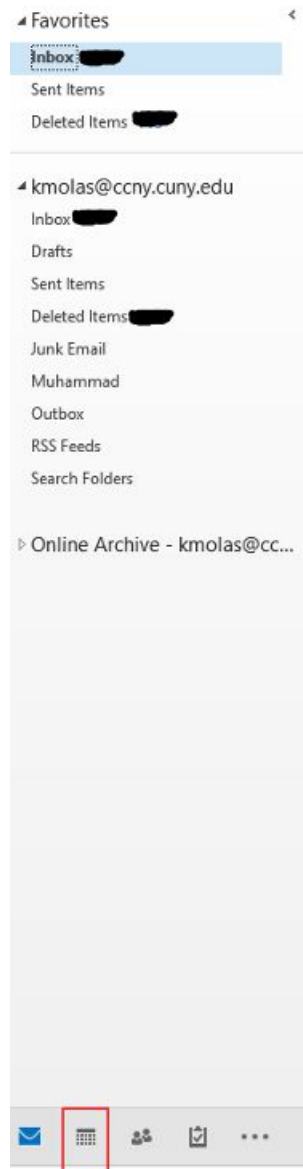 Favorites
Inbox
Sent Items
Deleted Items
kmolas@ccny.cuny.edu
Inbox
Drafts
Sent Items
Deleted Items
Junk Email
Muhammad
Outbox
RSS Feeds
Search Folders
Online Archive - kmolas@cc...